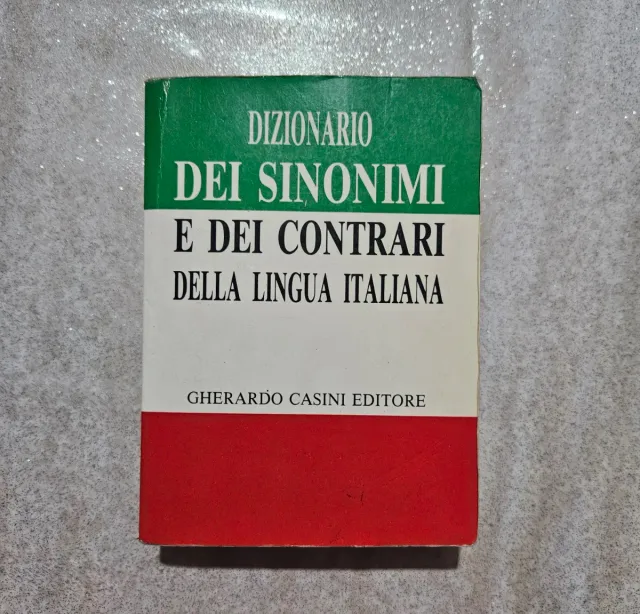 DIZIONARIO
DEI SINONIMI
E DEI CONTRARI
DELLA LINGUA ITALIANA
GHERARDO CASINI EDITORE